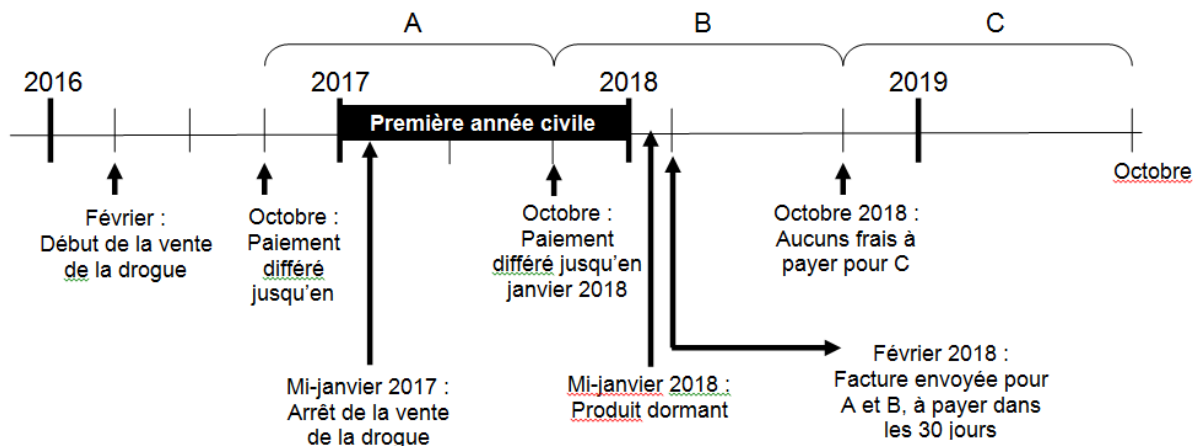 A
B
C
2016
2017
2018
2019
Première année civile
Octobre
Février :
Début de la vente
de la drogue
Octobre :
Paiement
différé
jusqu'en
Octobre :
Paiement
différé jusqu'en
janvier 2018
Octobre 2018 :
Aucuns frais à
payer pour C
Mi-janvier 2017 :
Arrêt de la vente
de la drogue
Mi-janvier 2018 :
Produit dormant
Février 2018 :
Facture envoyée pour
A et B, à payer dans
les 30 jours